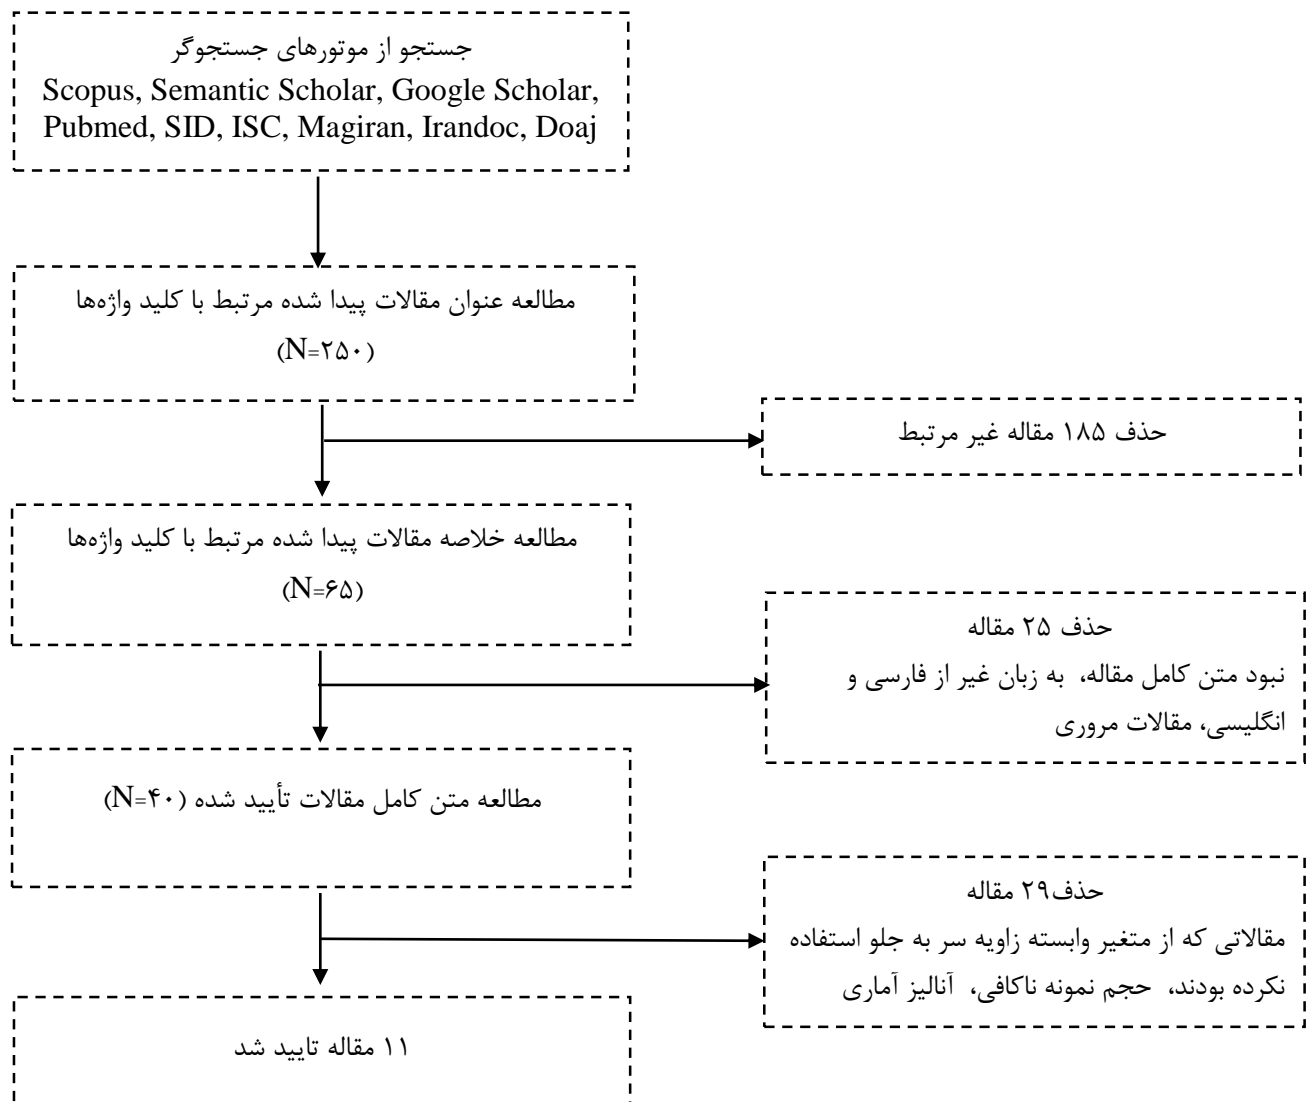 جستجو از موتورهای جستجوگر
Scopus, Semantic Scholar, Google Scholar,
Pubmed, SID, ISC, Magiran, Irandoc, Doaj
مطالعه عنوان مقالات پیدا شده مرتبط با کلید واژه‌ها
(N=۲۵۰)
حذف ۱۸۵ مقاله غیر مرتبط
مطالعه خلاصه مقالات پیدا شده مرتبط با کلید واژه‌ها
(N=۶۵)
حذف ۲۵ مقاله
نبود متن کامل مقاله، به زبان غیر از فارسی و
انگلیسی، مقالات مروری
مطالعه متن کامل مقالات تأیید شده (N=۴۰)
حذف۲۹ مقاله
مقالاتی که از متغیر وابسته زاویه سر به جلو استفاده
نکرده بودند، حجم نمونه ناکافی، آنالیز آماری
۱۱ مقاله تایید شد